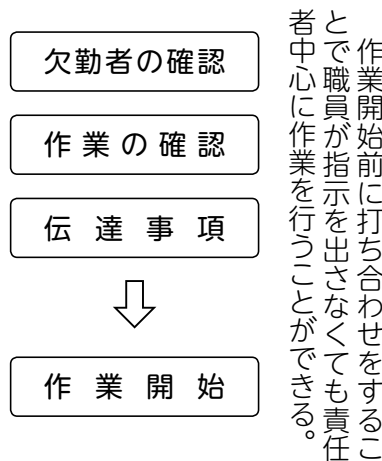 作業開始前に打ち合わせをするこ
とで職員が指示を出さなくても責任
者中心に作業を行うことができる。
欠勤者の確認
作業の確認
伝達事項
作業開始